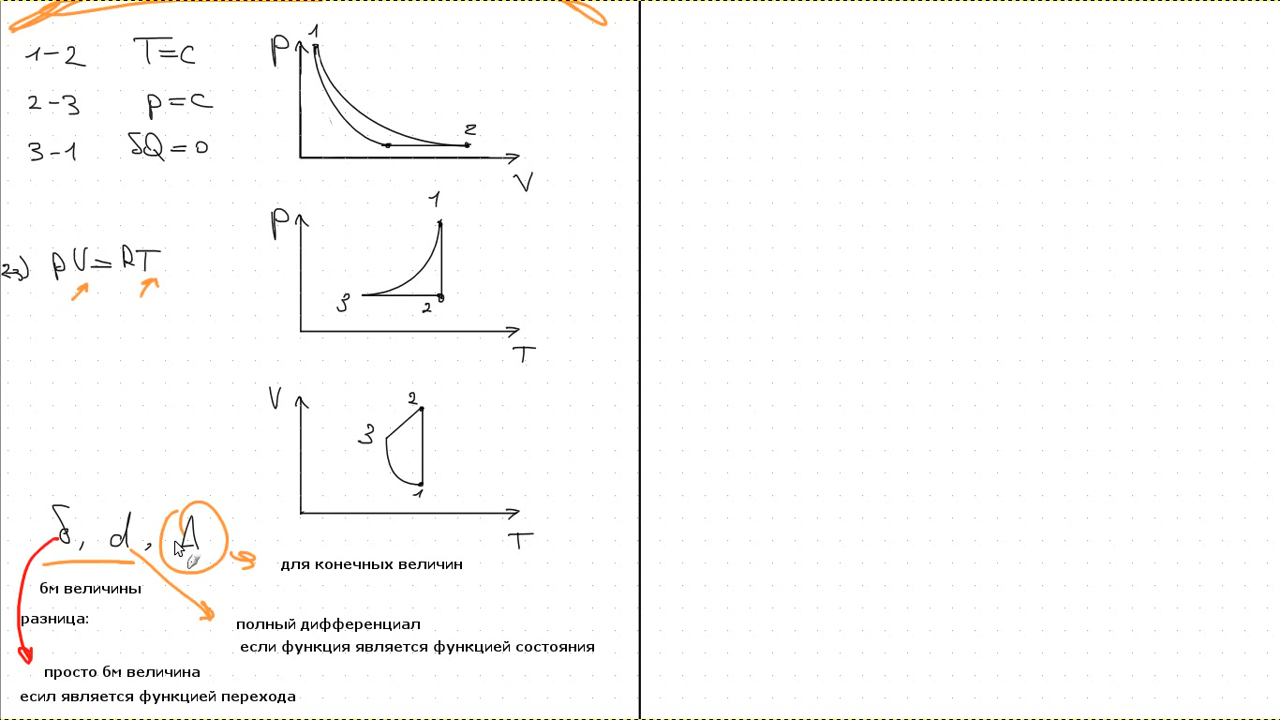 1-2 T=c
2-3 p=c
3-1 δQ=0
p 1
2
V
p 1
23) pV=RT
3 2
T
V 2
3
1
T
δ, d, Δ
для конечных величин
бм величины
разница:
полный дифференциал
если функция является функцией состояния
просто бм величина
есил является функцией перехода